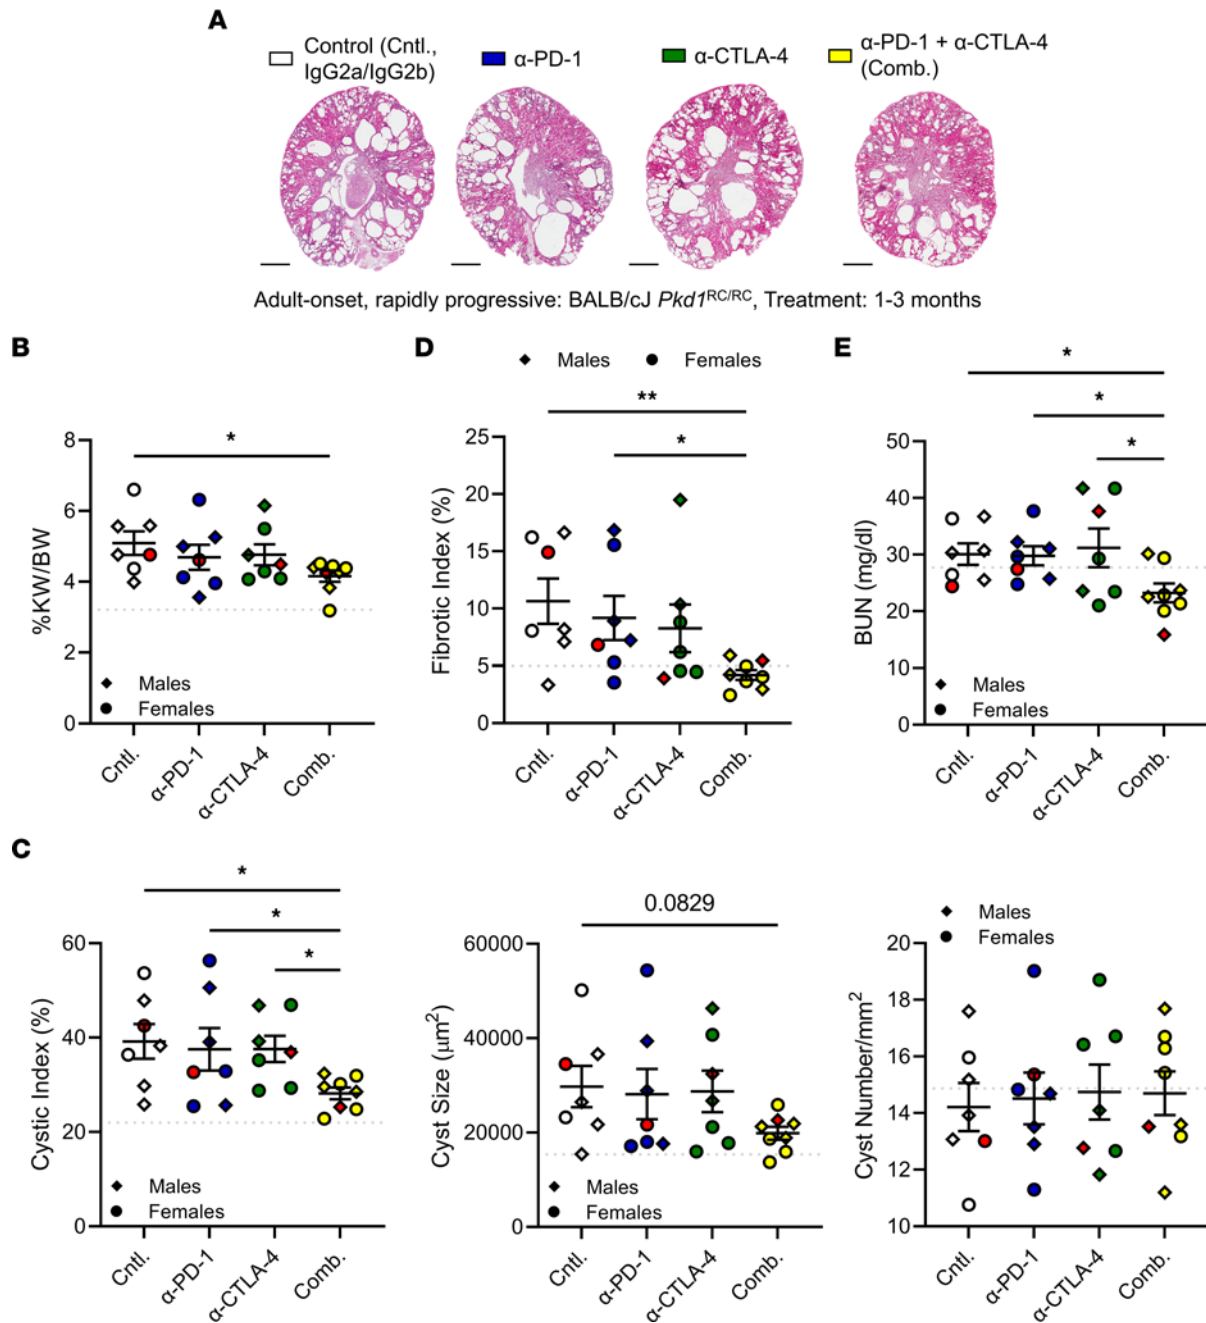 A
Control (Cntl.,
IgG2a/IgG2b)
α-PD-1
α-CTLA-4
α-PD-1 + α-CTLA-4
(Comb.)
Adult-onset, rapidly progressive: BALB/cJ Pkd1RC/RC, Treatment: 1-3 months
B
%KW/BW
8
6
4
2
0
*
Males
Females
Cntl.
α-PD-1
α-CTLA-4
Comb.
D
Males
Females
**
*
Fibrotic Index (%)
25
20
15
10
5
0
Cntl.
α-PD-1
α-CTLA-4
Comb.
E
*
*
*
BUN (mg/dl)
50
40
30
20
10
0
Males
Females
Cntl.
α-PD-1
α-CTLA-4
Comb.
C
*
*
*
Cystic Index (%)
60
40
20
0
Males
Females
Cntl.
α-PD-1
α-CTLA-4
Comb.
0.0829
Cyst Size (μm2)
60000
40000
20000
0
Males
Females
Cntl.
α-PD-1
α-CTLA-4
Comb.
Males
Females
Cyst Number/mm2
20
18
16
14
12
10
Cntl.
α-PD-1
α-CTLA-4
Comb.